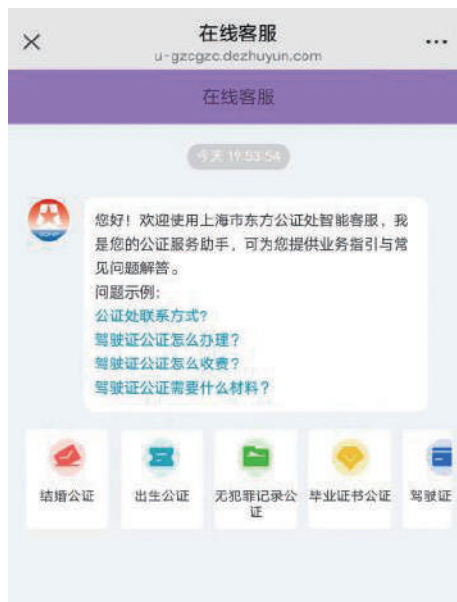 在线客服
u-gzcgzc.dezhuyun.com
在线客服
今天 19:53:54
您好！欢迎使用上海市东方公证处智能客服，我
是您的公证服务助手，可为您提供业务指引与常
见问题解答。
问题示例：
公证处联系方式？
驾驶证公证怎么办理？
驾驶证公证怎么收费？
驾驶证公证需要什么材料？
结婚公证
出生公证
无犯罪记录公
证
毕业证书公证
驾驶证